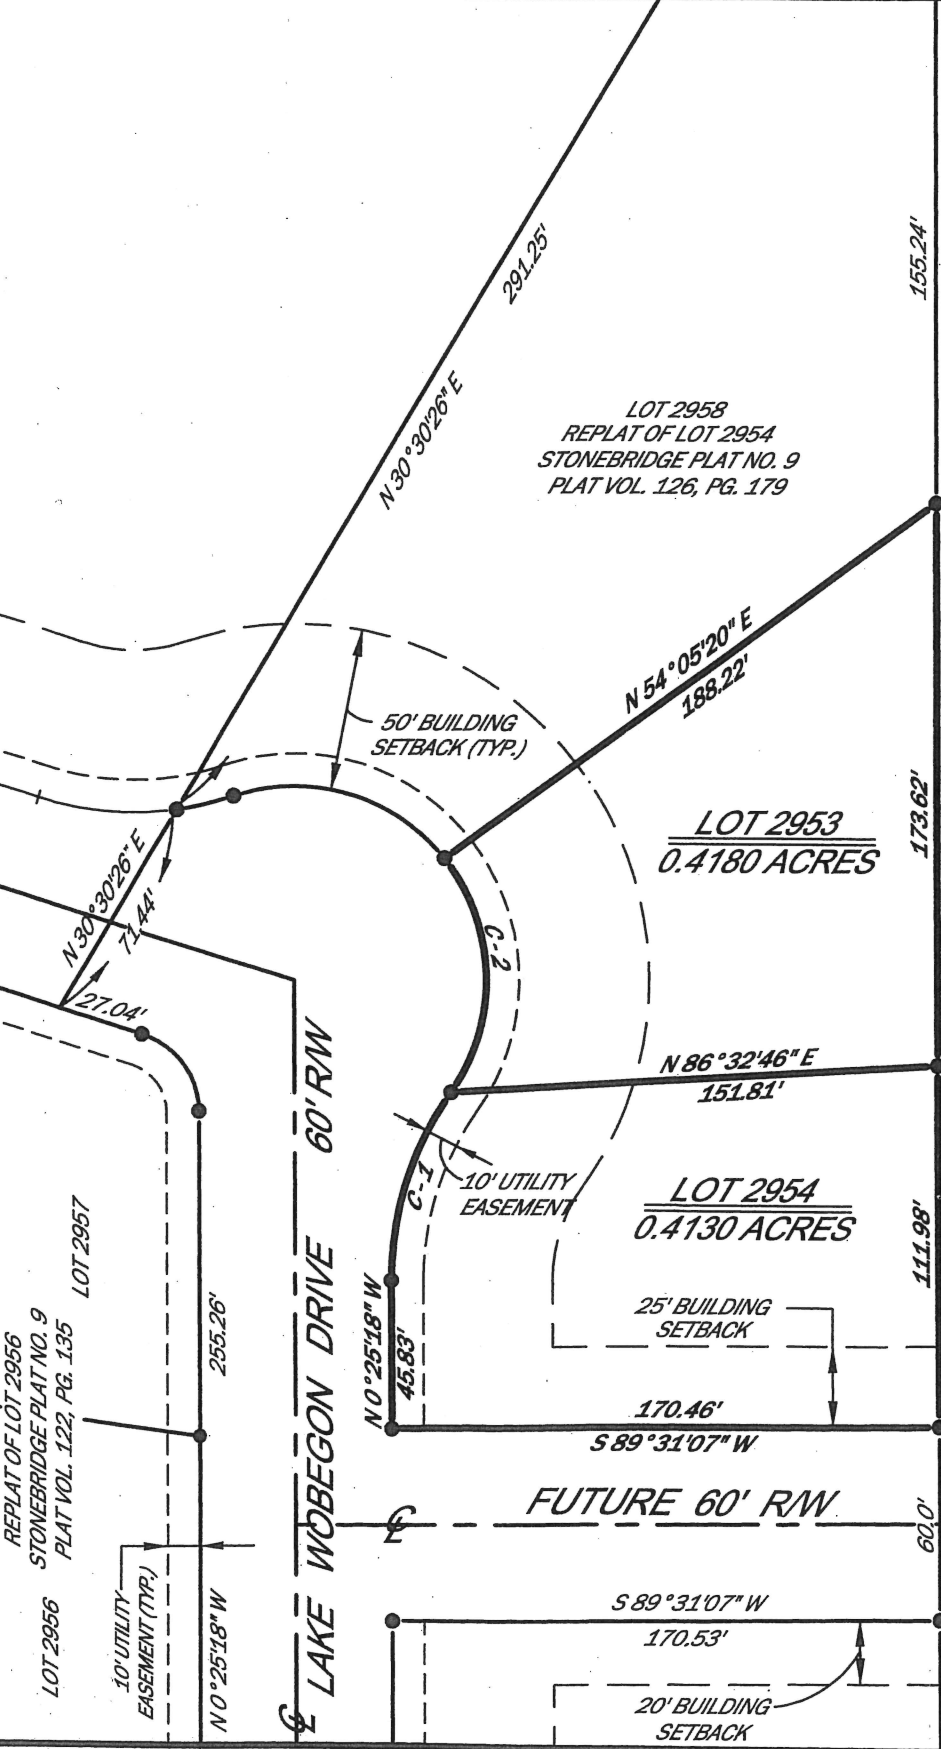 291.25'
N 30°30'26" E
155.24'
LOT 2958
REPLAT OF LOT 2954
STONEBRIDGE PLAT NO. 9
PLAT VOL. 126, PG. 179
N 54°05'20" E
188.22'
50' BUILDING
SETBACK (TYP.)
LOT 2953
0.4180 ACRES
173.62'
N 30°30'26" E
71.44'
27.04'
C-2
N 86°32'46" E
151.81'
C-1
10' UTILITY
EASEMENT
LOT 2954
0.4130 ACRES
111.98'
25' BUILDING
SETBACK
N 0°25'18" W
45.83'
170.46'
S 89°31'07" W
LAKE WOBEGON DRIVE 60' R/W
255.26'
LOT 2957
REPLAT OF LOT 2956
STONEBRIDGE PLAT NO. 9
PLAT VOL. 122, PG. 135
LOT 2956
10' UTILITY
EASEMENT (TYP.)
N 0°25'18" W
FUTURE 60' R/W
60.0'
S 89°31'07" W
170.53'
20' BUILDING
SETBACK